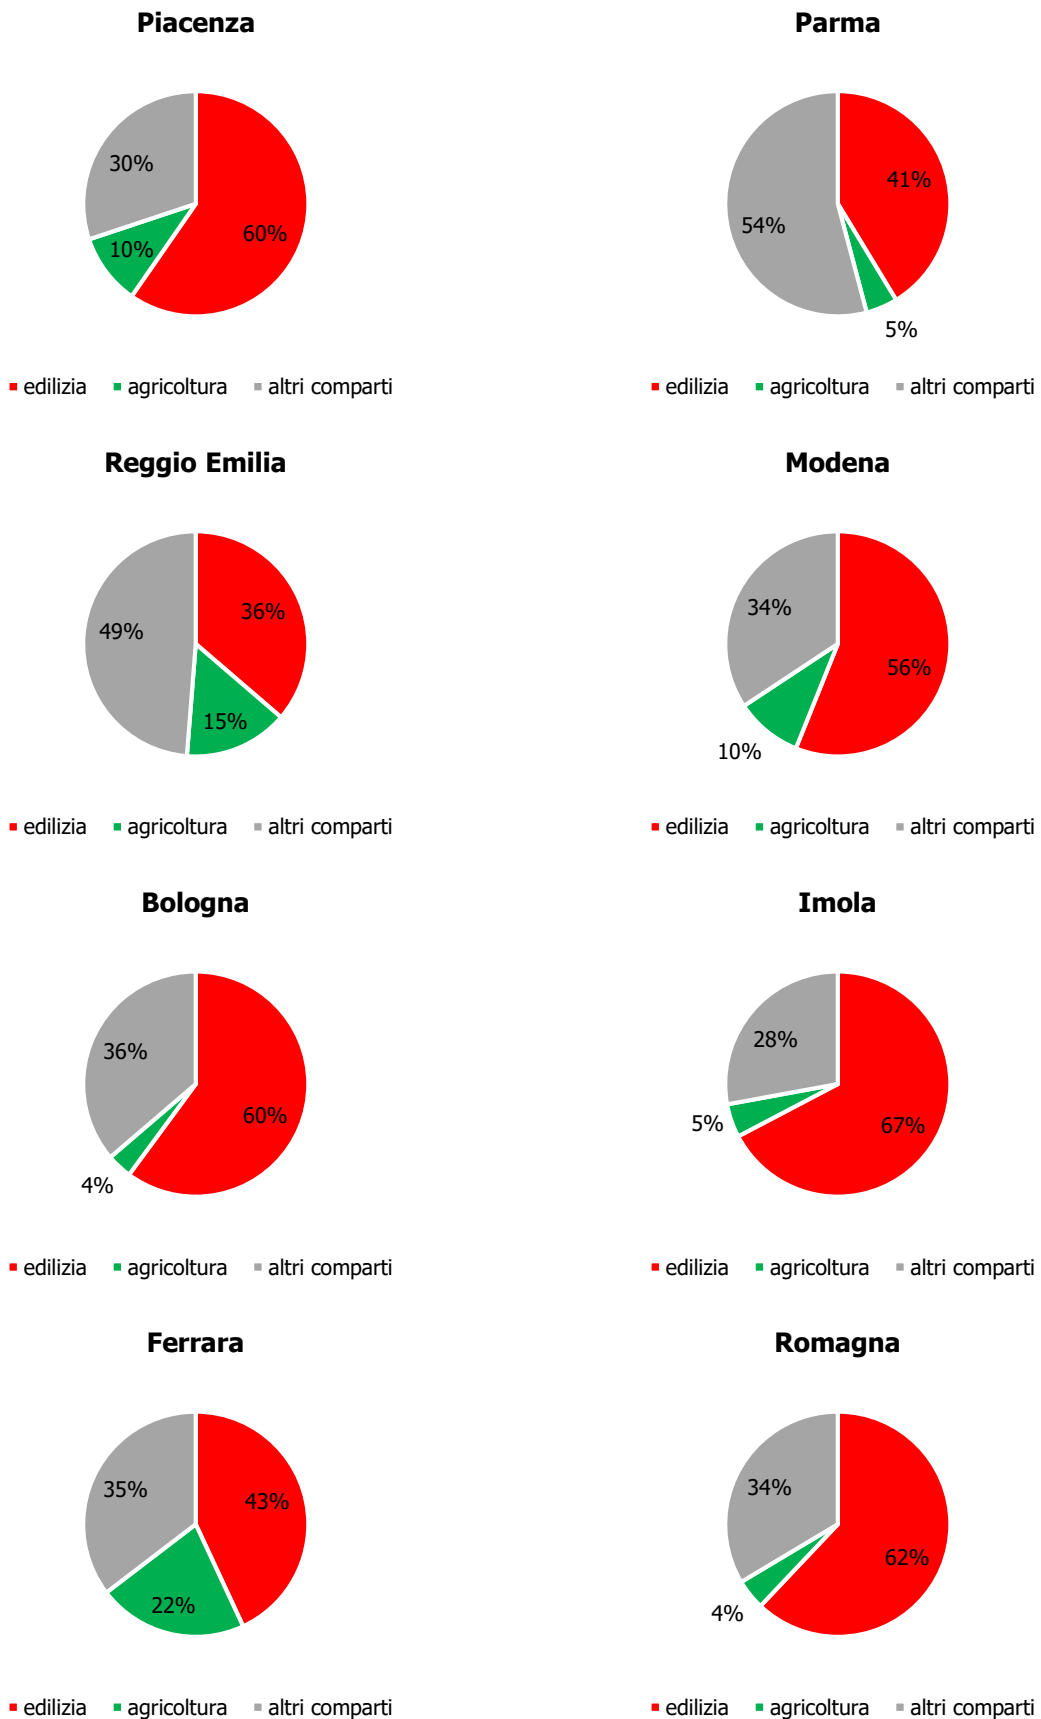 Piacenza
30%
10%
60%
edilizia agricoltura altri comparti
Parma
41%
54%
5%
edilizia agricoltura altri comparti
Reggio Emilia
36%
49%
15%
edilizia agricoltura altri comparti
Modena
34%
56%
10%
edilizia agricoltura altri comparti
Bologna
36%
60%
4%
edilizia agricoltura altri comparti
Imola
28%
5%
67%
edilizia agricoltura altri comparti
Ferrara
35%
43%
22%
edilizia agricoltura altri comparti
Romagna
34%
62%
4%
edilizia agricoltura altri comparti